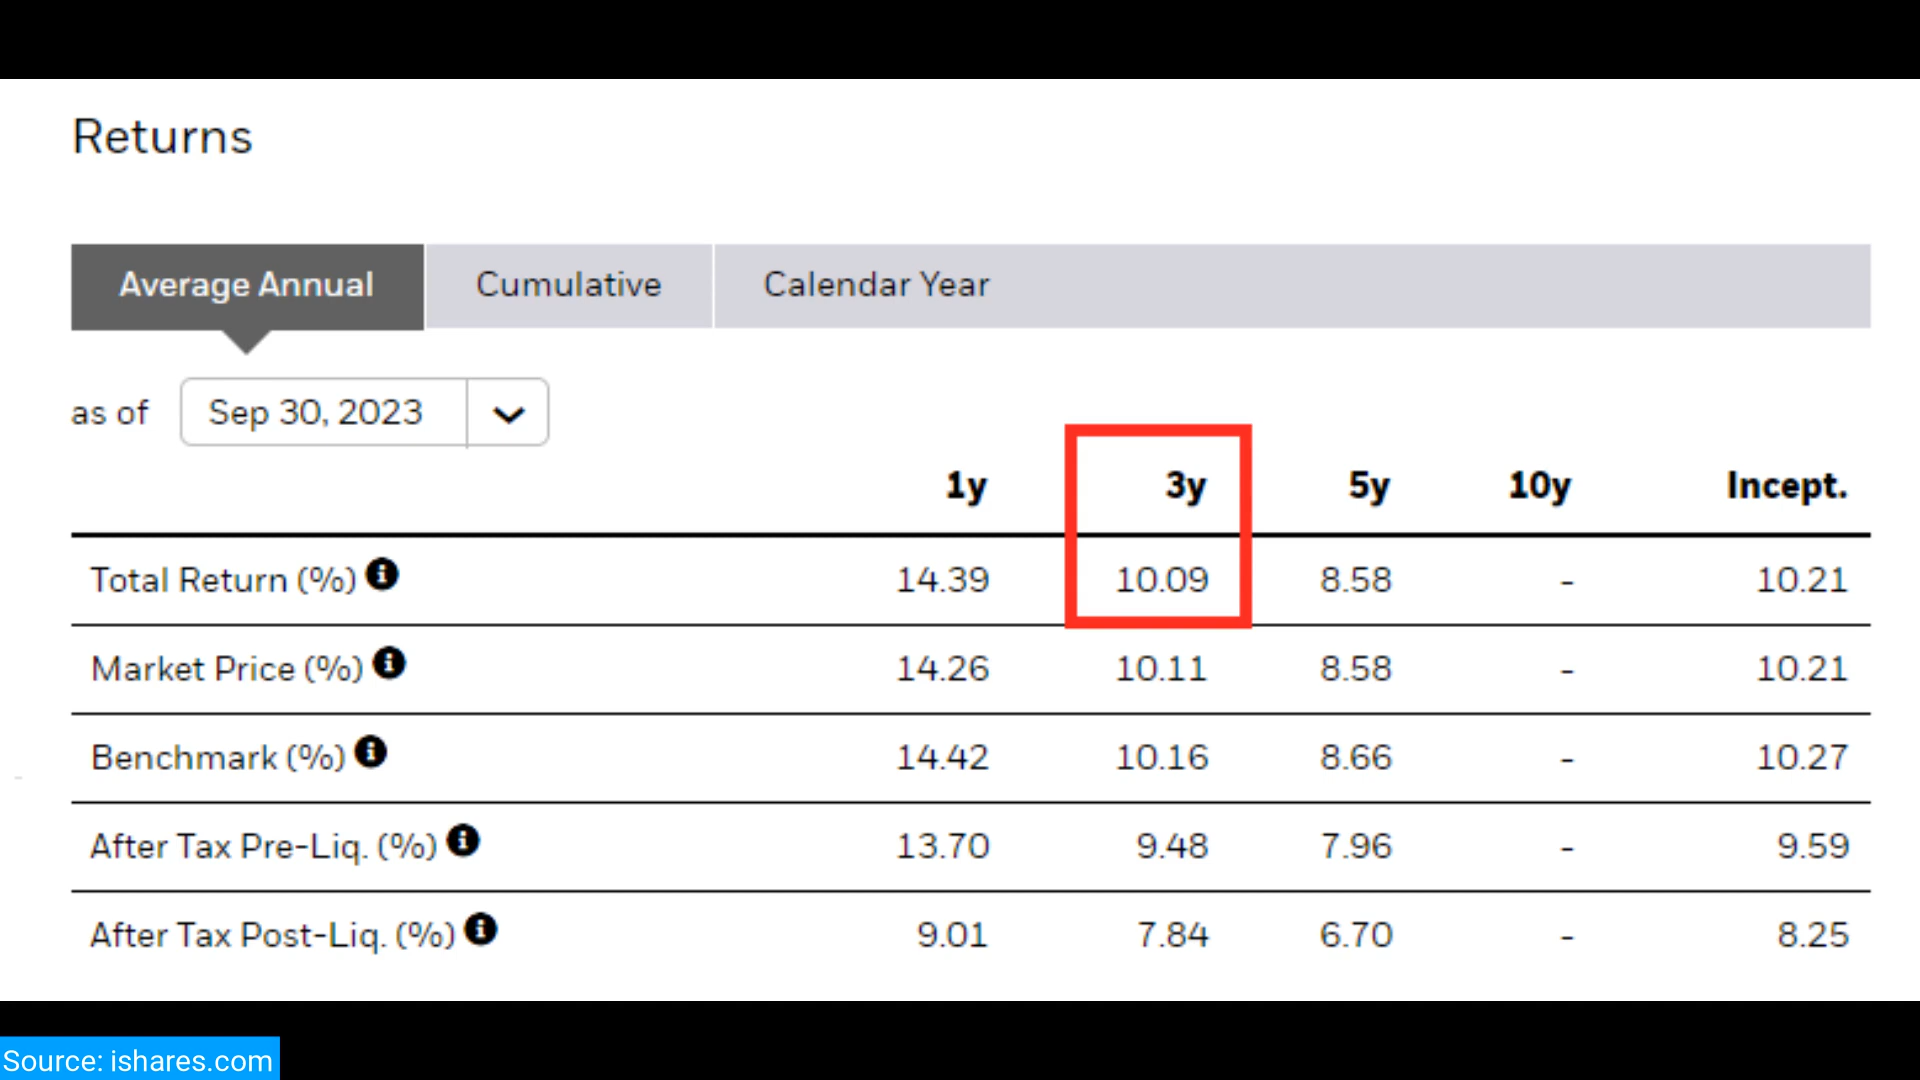 Returns
Average Annual Cumulative Calendar Year
as of Sep 30, 2023
1y 3y 5y 10y Incept.
Total Return (%) 14.39 10.09 8.58 - 10.21
Market Price (%) 14.26 10.11 8.58 - 10.21
Benchmark (%) 14.42 10.16 8.66 - 10.27
After Tax Pre-Liq. (%) 13.70 9.48 7.96 - 9.59
After Tax Post-Liq. (%) 9.01 7.84 6.70 - 8.25
Source: ishares.com